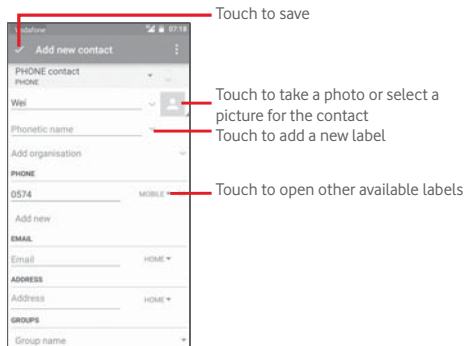 Touch to save
Vodafone 07:18
Add new contact
PHONE contact
PHONE
Wei
Touch to take a photo or select a
picture for the contact
Phonetic name
Touch to add a new label
Add organisation
PHONE
0574 MOBILE
Touch to open other available labels
Add new
EMAIL
Email HOME
ADDRESS
Address HOME
GROUPS
Group name